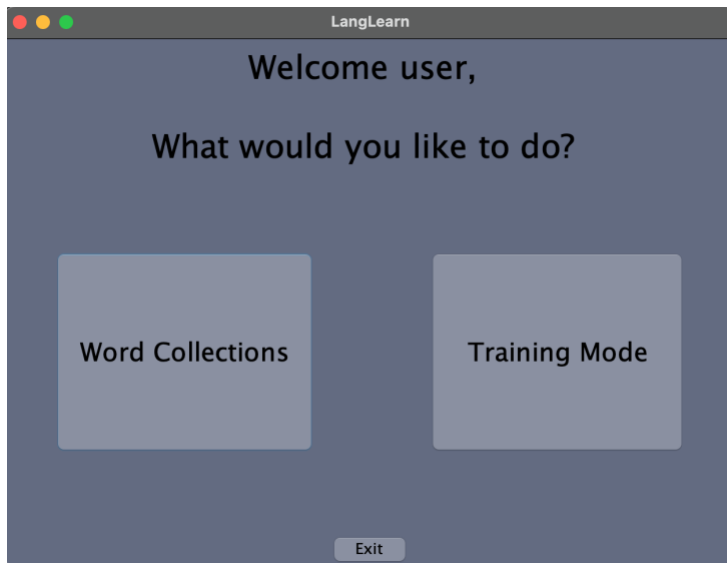 LangLearn
Welcome user,
What would you like to do?
Word Collections
Training Mode
Exit